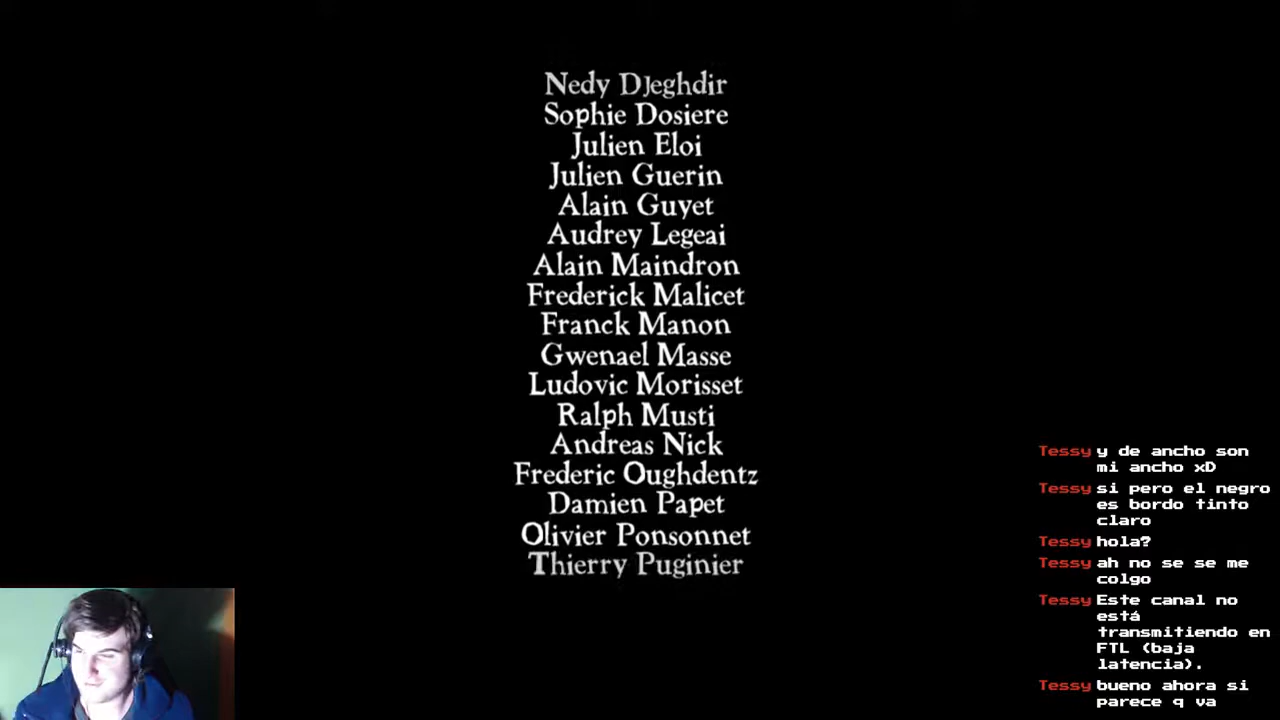 Nedy Djeghdir
Sophie Dosiere
Julien Eloi
Julien Guerin
Alain Guyet
Audrey Legeai
Alain Maindron
Frederick Malicet
Franck Manon
Gwenael Masse
Ludovic Morisset
Ralph Musti
Andreas Nick
Frederic Oughdentz
Damien Papet
Olivier Ponsonnet
Thierry Puginier
Tessy y de ancho son
mi ancho xD
Tessy si pero el negro
es bordo tinto
claro
Tessy hola?
Tessy ah no se se me
colgo
Tessy Este canal no
está
transmitiendo en
FTL (baja
latencia).
Tessy bueno ahora si
parece q va